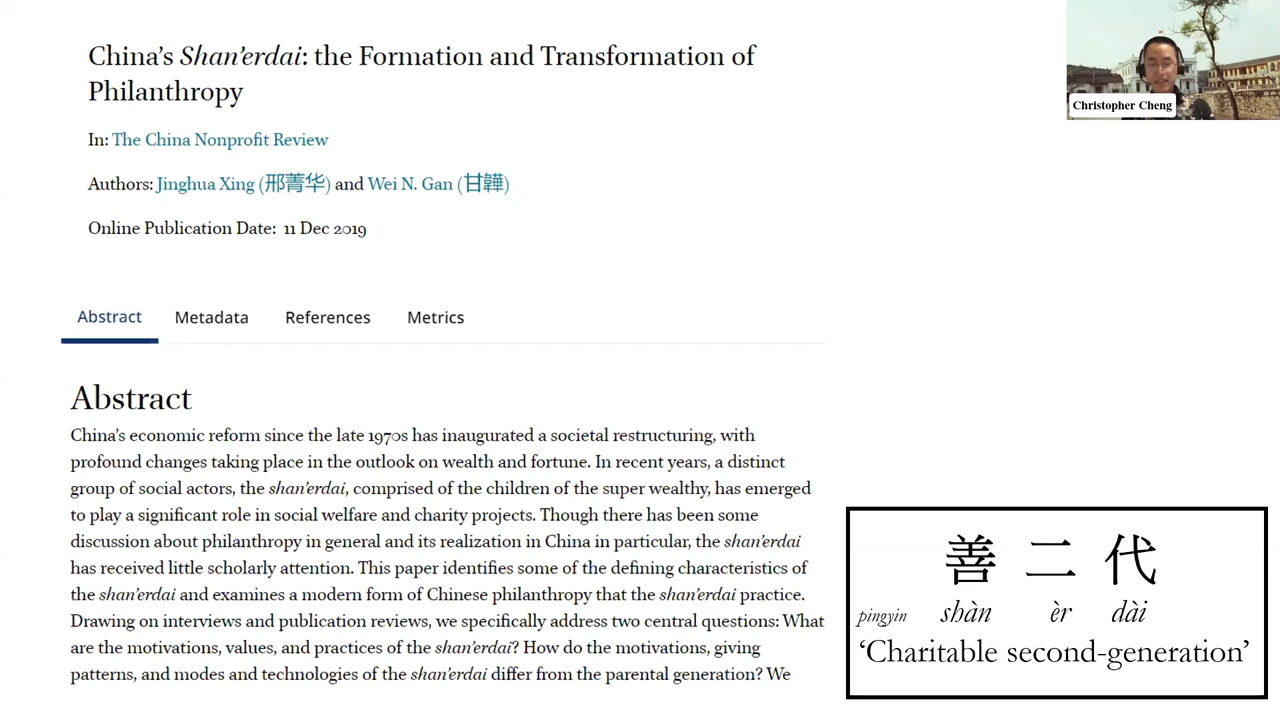 China's Shan'erdai: the Formation and Transformation of
Philanthropy
In: The China Nonprofit Review
Authors: Jinghua Xing (邢菁华) and Wei N. Gan (甘韡)
Online Publication Date: 11 Dec 2019
Abstract Metadata References Metrics
Abstract
China's economic reform since the late 1970s has inaugurated a societal restructuring, with
profound changes taking place in the outlook on wealth and fortune. In recent years, a distinct
group of social actors, the shan'erdai, comprised of the children of the super wealthy, has emerged
to play a significant role in social welfare and charity projects. Though there has been some
discussion about philanthropy in general and its realization in China in particular, the shan'erdai
has received little scholarly attention. This paper identifies some of the defining characteristics of
the shan'erdai and examines a modern form of Chinese philanthropy that the shan'erdai practice.
Drawing on interviews and publication reviews, we specifically address two central questions: What
are the motivations, values, and practices of the shan'erdai? How do the motivations, giving
patterns, and modes and technologies of the shan'erdai differ from the parental generation? We
Christopher Cheng
善 二 代
pingyin shàn èr dài
‘Charitable second-generation’